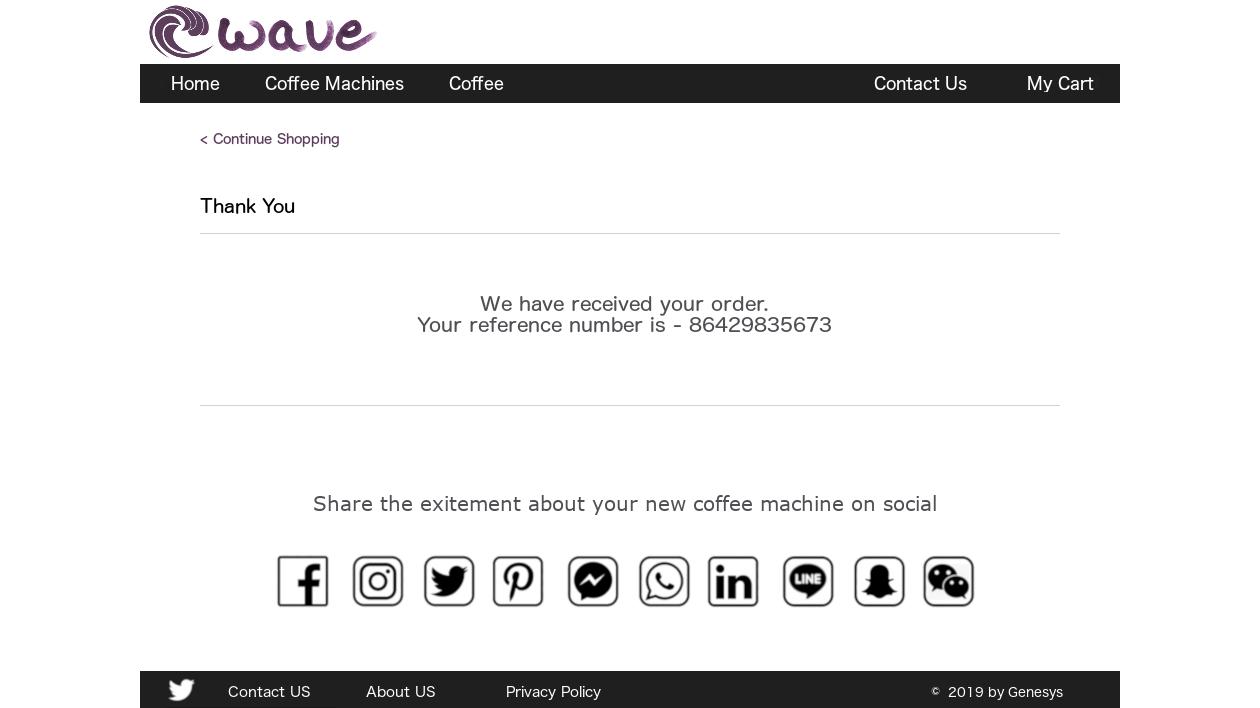 wave
Home Coffee Machines Coffee Contact Us My Cart
< Continue Shopping
Thank You
We have received your order.
Your reference number is - 86429835673
Share the exitement about your new coffee machine on social
f in LINE
Contact US About US Privacy Policy © 2019 by Genesys